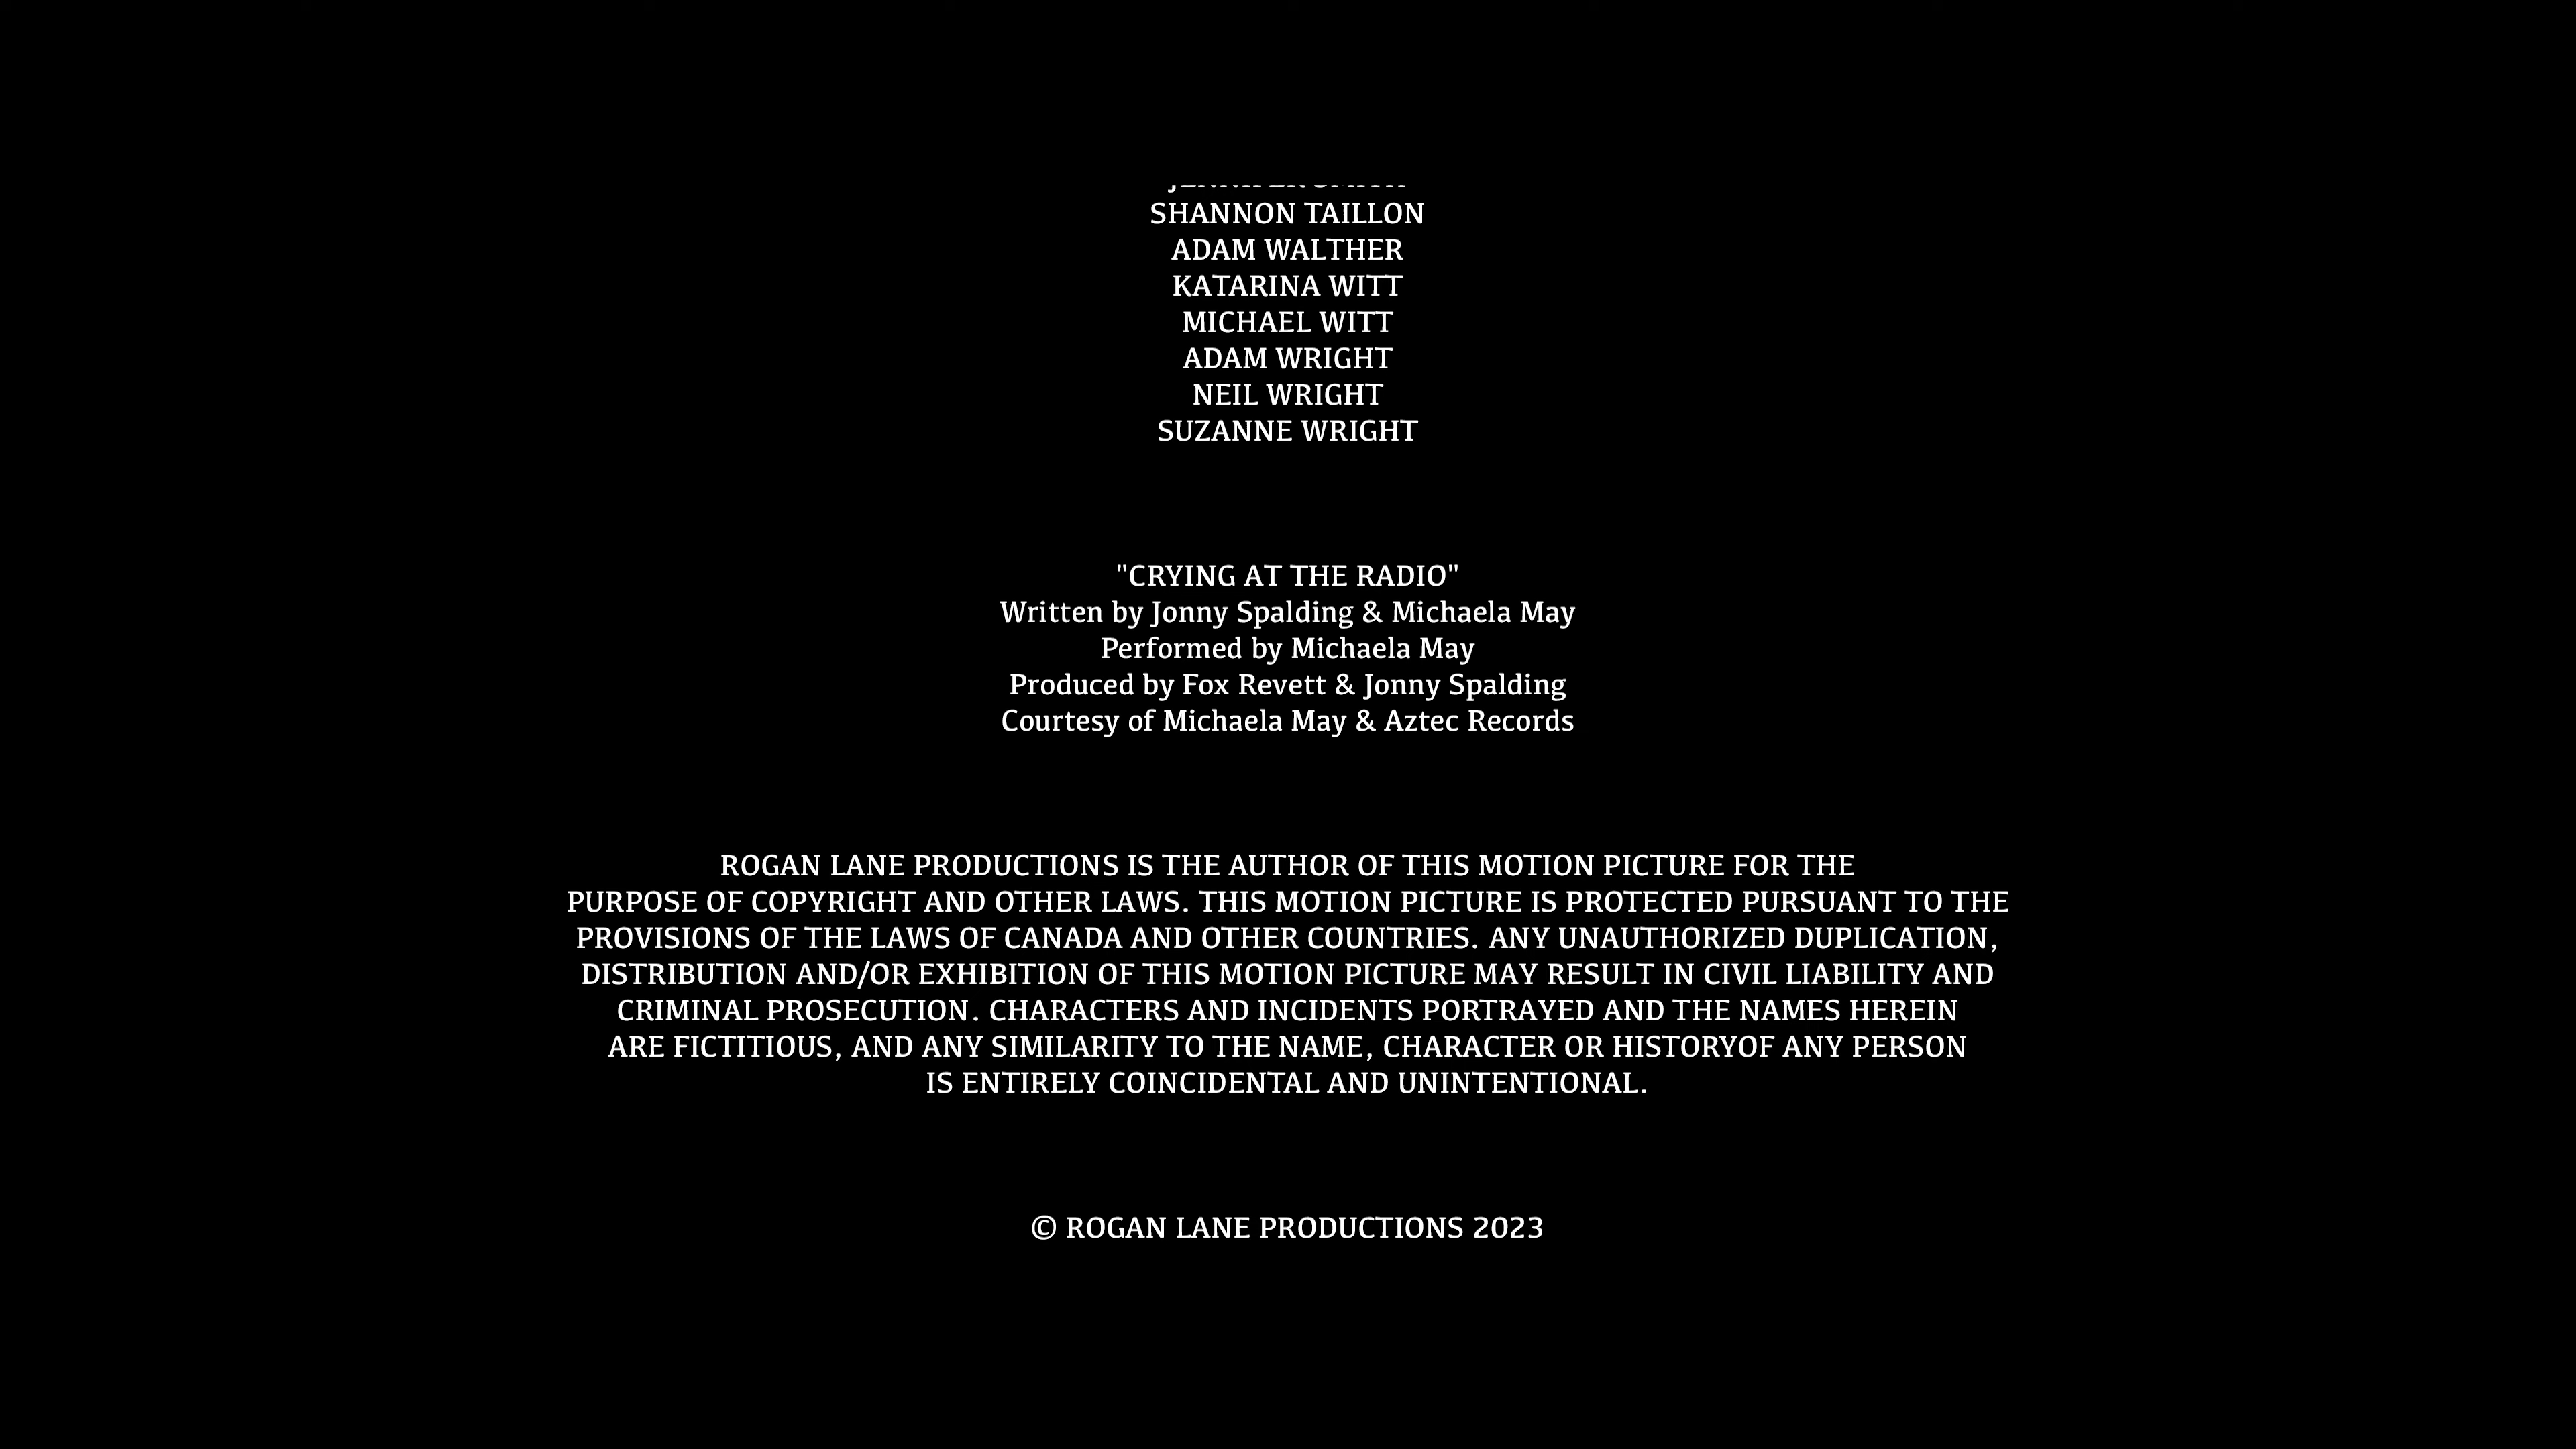 SHANNON TAILLON
ADAM WALTHER
KATARINA WITT
MICHAEL WITT
ADAM WRIGHT
NEIL WRIGHT
SUZANNE WRIGHT
"CRYING AT THE RADIO"
Written by Jonny Spalding & Michaela May
Performed by Michaela May
Produced by Fox Revett & Jonny Spalding
Courtesy of Michaela May & Aztec Records
ROGAN LANE PRODUCTIONS IS THE AUTHOR OF THIS MOTION PICTURE FOR THE
PURPOSE OF COPYRIGHT AND OTHER LAWS. THIS MOTION PICTURE IS PROTECTED PURSUANT TO THE
PROVISIONS OF THE LAWS OF CANADA AND OTHER COUNTRIES. ANY UNAUTHORIZED DUPLICATION,
DISTRIBUTION AND/OR EXHIBITION OF THIS MOTION PICTURE MAY RESULT IN CIVIL LIABILITY AND
CRIMINAL PROSECUTION. CHARACTERS AND INCIDENTS PORTRAYED AND THE NAMES HEREIN
ARE FICTITIOUS, AND ANY SIMILARITY TO THE NAME, CHARACTER OR HISTORYOF ANY PERSON
IS ENTIRELY COINCIDENTAL AND UNINTENTIONAL.
© ROGAN LANE PRODUCTIONS 2023